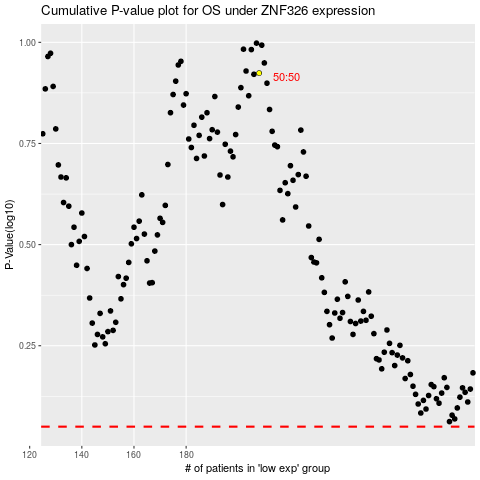 Cumulative P-value plot for OS under ZNF326 expression
1.00
50:50
0.75
P-Value(log10)
0.50
0.25
120 140 160 180
# of patients in 'low exp' group